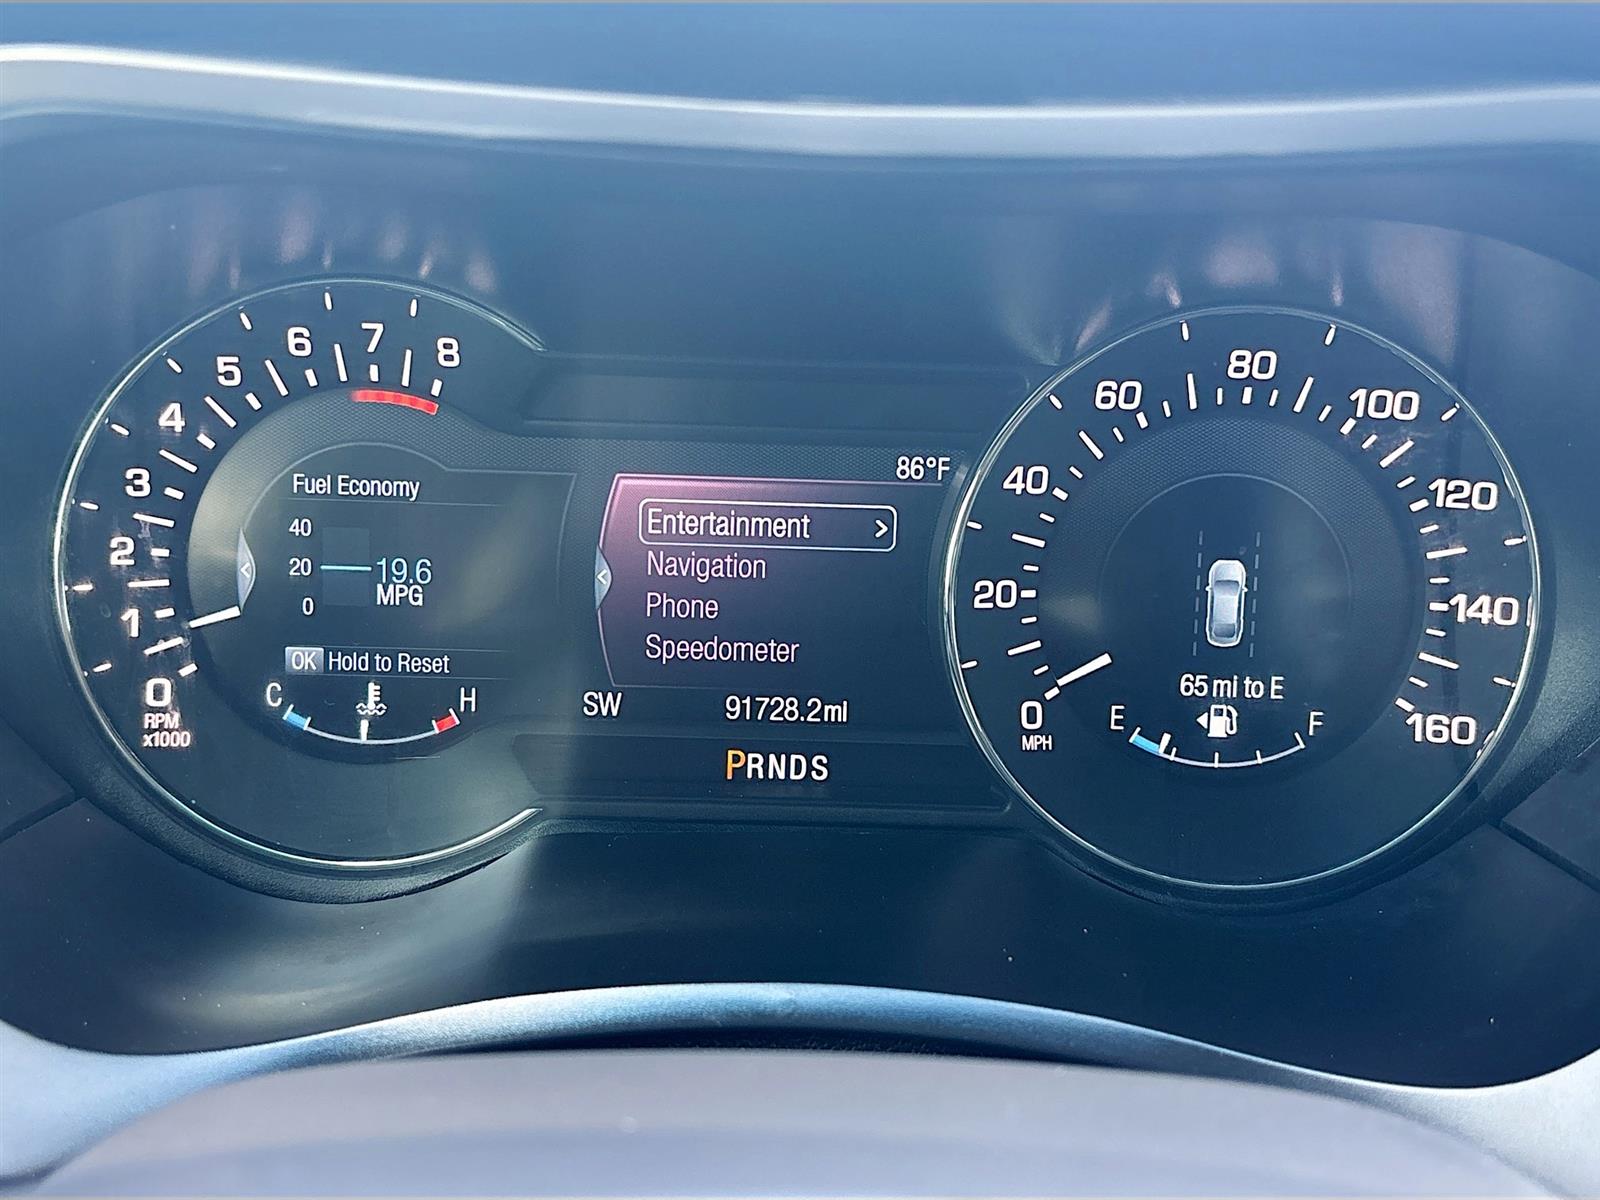 8
7
6
5
4
3
2
1
0
RPM
x1000
Fuel Economy
40
20
0
19.6
MPG
OK Hold to Reset
C H
86°F
Entertainment >
Navigation
Phone
Speedometer
SW 91728.2mi
PRNDS
0
MPH
20
40
60
80
100
120
140
160
65 mi to E
E F